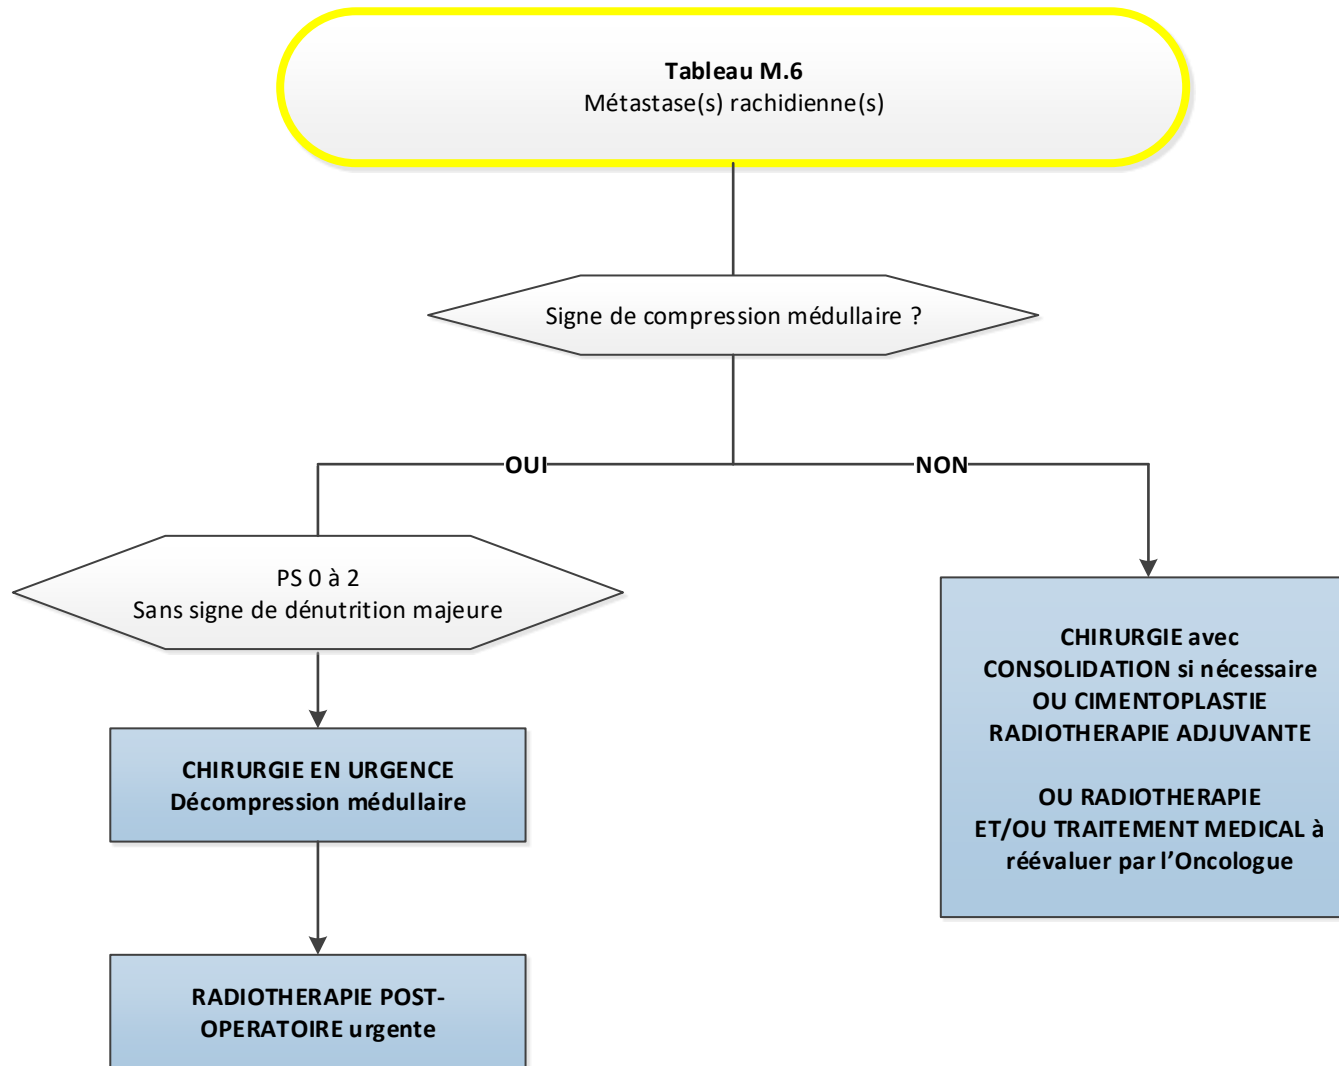 Tableau M.6
Métastase(s) rachidienne(s)
Signe de compression médullaire ?
OUI
NON
PS 0 à 2
Sans signe de dénutrition majeure
CHIRURGIE avec
CONSOLIDATION si nécessaire
OU CIMENTOPLASTIE
RADIOTHERAPIE ADJUVANTE
OU RADIOTHERAPIE
ET/OU TRAITEMENT MEDICAL à
réévaluer par l’Oncologue
CHIRURGIE EN URGENCE
Décompression médullaire
RADIOTHERAPIE POST-
OPERATOIRE urgente